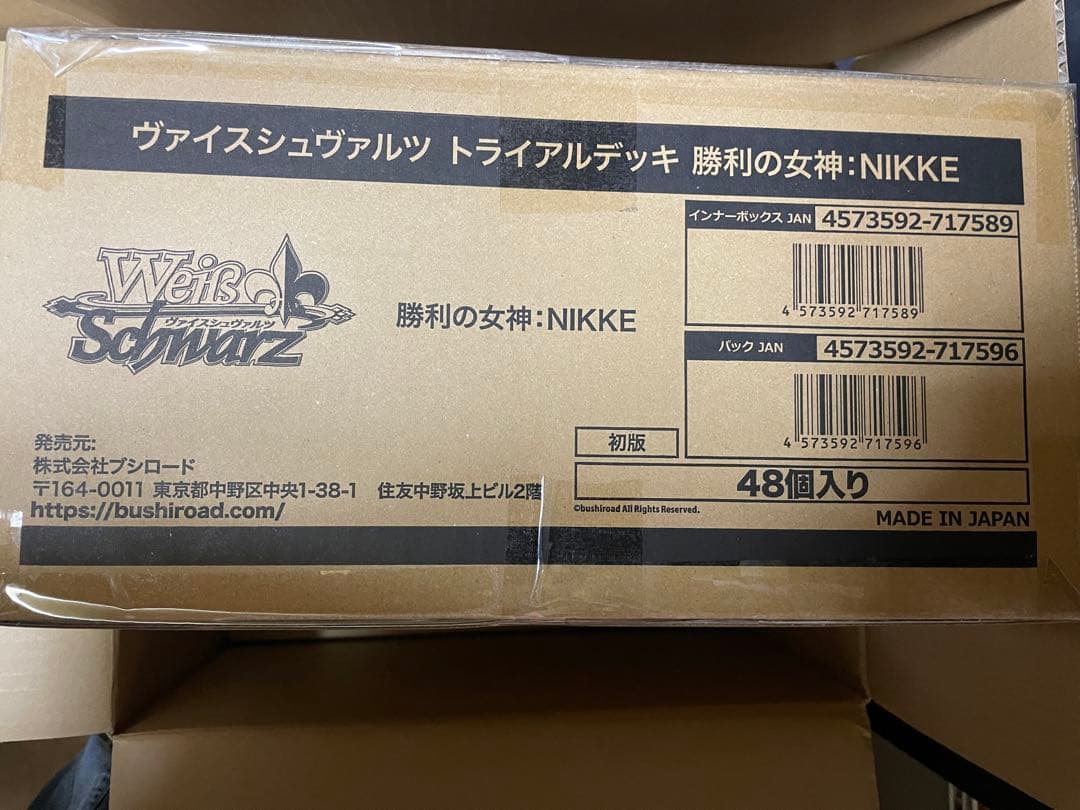 ヴァイスシュヴァルツ トライアルデッキ 勝利の女神:NIKKE
インナーボックス JAN 4573592-717589
4 573592 717589
Weiß
ヴァイスシュヴァルツ
Schwarz
勝利の女神:NIKKE
パック JAN 4573592-717596
4 573592 717596
初版
48個入り
発売元:
株式会社ブシロード
〒164-0011 東京都中野区中央1-38-1 住友中野坂上ビル2階
https://bushiroad.com/
©bushiroad All Rights Reserved.
MADE IN JAPAN